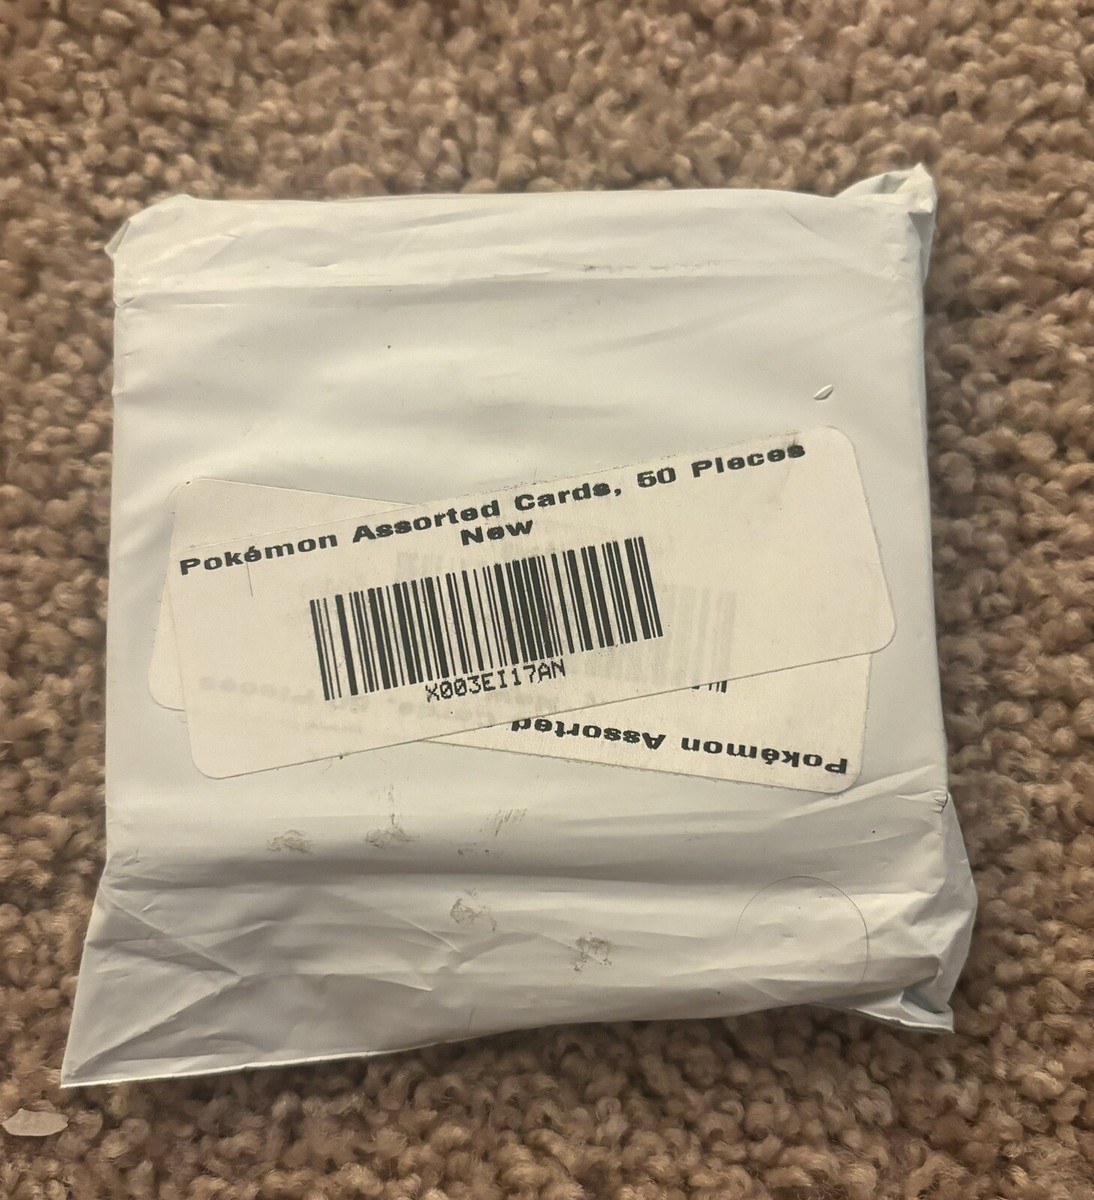 Pokémon Assorted Cards, 50 Pieces
New
X003EI17AN
Pokémon Assorted